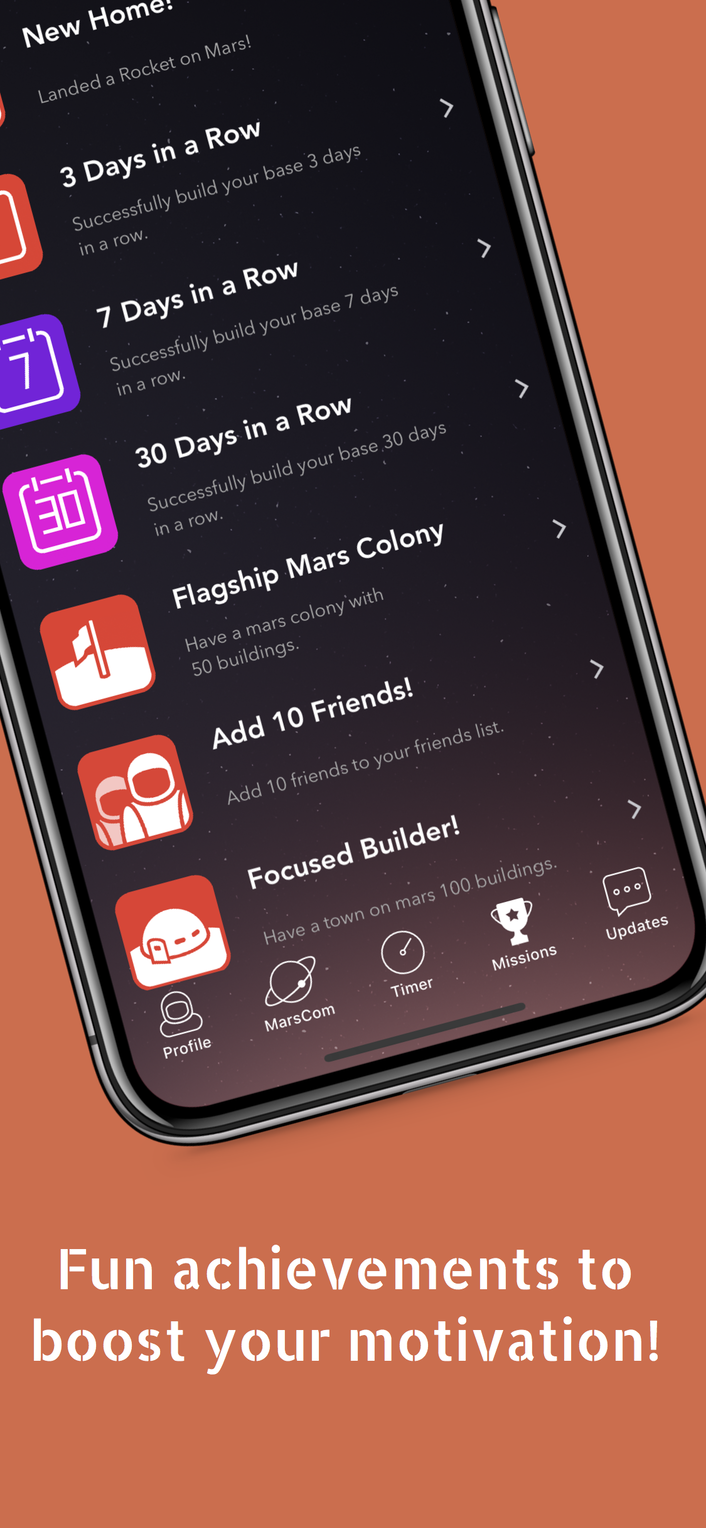 New Home!
Landed a Rocket on Mars!
3 Days in a Row
Successfully build your base 3 days
in a row.
7 Days in a Row
Successfully build your base 7 days
in a row.
7
30 Days in a Row
Successfully build your base 30 days
in a row.
30
Flagship Mars Colony
Have a mars colony with
50 buildings.
Add 10 Friends!
Add 10 friends to your friends list.
Focused Builder!
Have a town on mars 100 buildings.
Profile
MarsCom
Timer
Missions
Updates
Fun achievements to
boost your motivation!